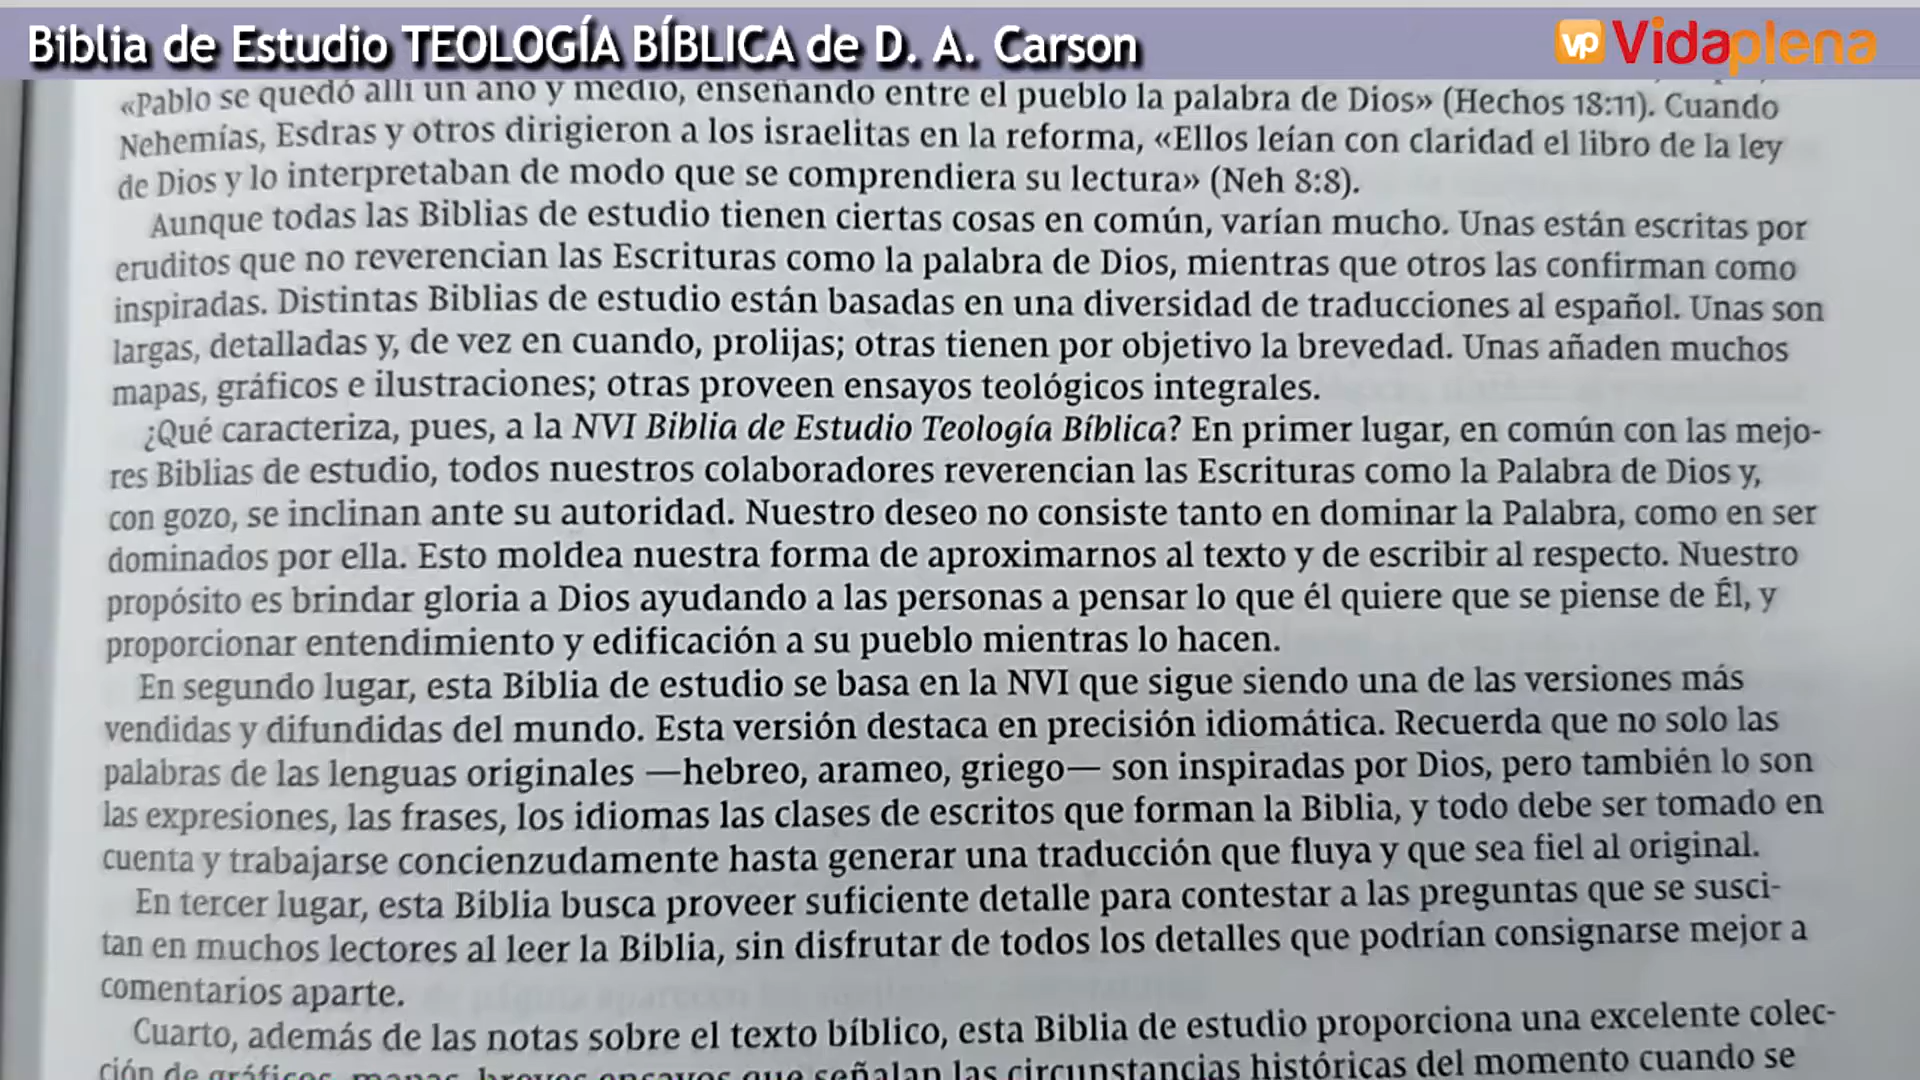 Biblia de Estudio TEOLOGÍA BÍBLICA de D. A. Carson
vp Vidaplena
«Pablo se quedó allí un año y medio, enseñando entre el pueblo la palabra de Dios» (Hechos 18:11). Cuando
Nehemías, Esdras y otros dirigieron a los israelitas en la reforma, «Ellos leían con claridad el libro de la ley
de Dios y lo interpretaban de modo que se comprendiera su lectura» (Neh 8:8).
Aunque todas las Biblias de estudio tienen ciertas cosas en común, varían mucho. Unas están escritas por
eruditos que no reverencian las Escrituras como la palabra de Dios, mientras que otros las confirman como
inspiradas. Distintas Biblias de estudio están basadas en una diversidad de traducciones al español. Unas son
largas, detalladas y, de vez en cuando, prolijas; otras tienen por objetivo la brevedad. Unas añaden muchos
mapas, gráficos e ilustraciones; otras proveen ensayos teológicos integrales.
¿Qué caracteriza, pues, a la NVI Biblia de Estudio Teología Bíblica? En primer lugar, en común con las mejo-
res Biblias de estudio, todos nuestros colaboradores reverencian las Escrituras como la Palabra de Dios y,
con gozo, se inclinan ante su autoridad. Nuestro deseo no consiste tanto en dominar la Palabra, como en ser
dominados por ella. Esto moldea nuestra forma de aproximarnos al texto y de escribir al respecto. Nuestro
propósito es brindar gloria a Dios ayudando a las personas a pensar lo que él quiere que se piense de Él, y
proporcionar entendimiento y edificación a su pueblo mientras lo hacen.
En segundo lugar, esta Biblia de estudio se basa en la NVI que sigue siendo una de las versiones más
vendidas y difundidas del mundo. Esta versión destaca en precisión idiomática. Recuerda que no solo las
palabras de las lenguas originales —hebreo, arameo, griego— son inspiradas por Dios, pero también lo son
las expresiones, las frases, los idiomas las clases de escritos que forman la Biblia, y todo debe ser tomado en
cuenta y trabajarse concienzudamente hasta generar una traducción que fluya y que sea fiel al original.
En tercer lugar, esta Biblia busca proveer suficiente detalle para contestar a las preguntas que se susci-
tan en muchos lectores al leer la Biblia, sin disfrutar de todos los detalles que podrían consignarse mejor a
comentarios aparte.
Cuarto, además de las notas sobre el texto bíblico, esta Biblia de estudio proporciona una excelente colec-
ción de gráficos, mapas, breves ensayos que señalan las circunstancias históricas del momento cuando se